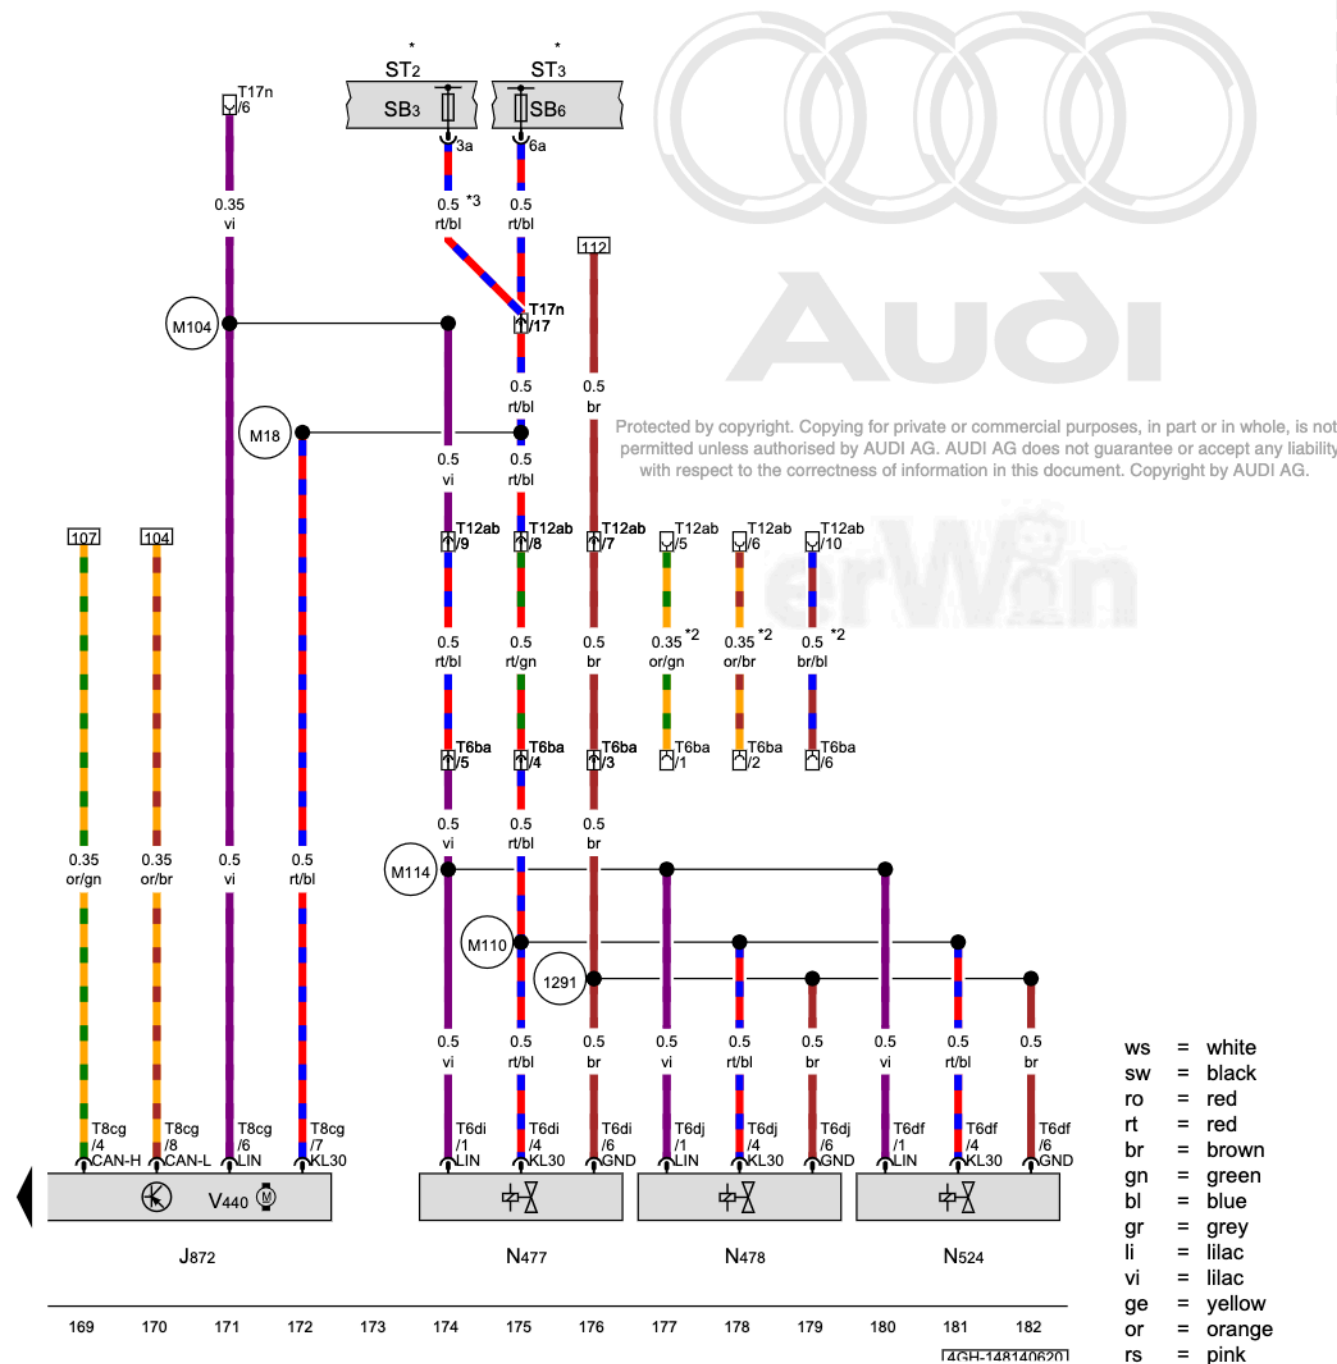 * *
ST2 ST3
SB3 SB6
T17n
/6
3a 6a
0.35 0.5 *3 0.5
vi rt/bl rt/bl
112
T17n
/17
M104
0.5 0.5
rt/bl br
M18
0.5 0.5
vi rt/bl
Audi
Protected by copyright. Copying for private or commercial purposes, in part or in whole, is not
permitted unless authorised by AUDI AG. AUDI AG does not guarantee or accept any liability
with respect to the correctness of information in this document. Copyright by AUDI AG.
erWin
107 104
T12ab T12ab T12ab T12ab T12ab T12ab
/9 /8 /7 /5 /6 /10
0.5 0.5 0.5 0.35 *2 0.35 *2 0.5 *2
rt/bl rt/gn br or/gn or/br br/bl
T6ba T6ba T6ba T6ba T6ba T6ba
/5 /4 /3 /1 /2 /6
0.5 0.5 0.5
vi rt/bl br
0.35 0.35 0.5 0.5
or/gn or/br vi rt/bl
M114
M110
1291
0.5 0.5 0.5 0.5 0.5 0.5 0.5 0.5 0.5
vi rt/bl br vi rt/bl br vi rt/bl br
T8cg T8cg T8cg T8cg T6di T6di T6di T6dj T6dj T6dj T6df T6df T6df
/4 /8 /6 /7 /1 /4 /6 /1 /4 /6 /1 /4 /6
CAN-H CAN-L LIN KL30 LIN KL30 GND LIN KL30 GND LIN KL30 GND
V440 M
J872 N477 N478 N524
169 170 171 172 173 174 175 176 177 178 179 180 181 182
4GH-148140620
ws = white
sw = black
ro = red
rt = red
br = brown
gn = green
bl = blue
gr = grey
li = lilac
vi = lilac
ge = yellow
or = orange
rs = pink